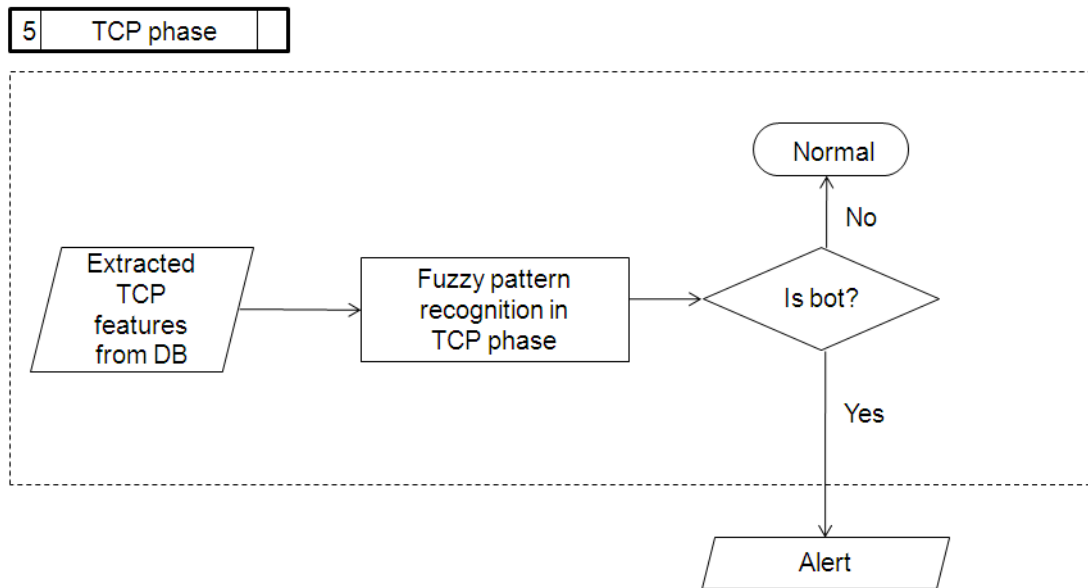 5 TCP phase
Normal
No
Extracted
TCP
features
from DB
Fuzzy pattern
recognition in
TCP phase
Is bot?
Yes
Alert